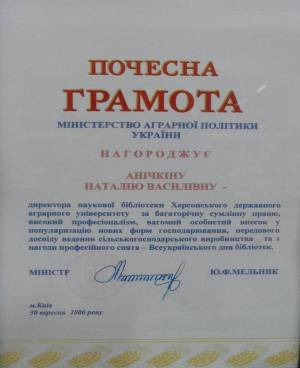 ПОЧЕСНА
ГРАМОТА
МІНІСТЕРСТВО АГРАРНОЇ ПОЛІТИКИ
УКРАЇНИ
НАГОРОДЖУЄ
АНІЧКІНУ
НАТАЛІЮ ВАСИЛІВНУ -
директора наукової бібліотеки Херсонського державного
аграрного університету за багаторічну сумлінну працю,
високий професіоналізм, вагомий особистий внесок у
популяризацію нових форм господарювання, передового
досвіду ведення сільськогосподарського виробництва та з
нагоди професійного свята – Всеукраїнського дня бібліотек.
МІНІСТР Ю.Ф.МЕЛЬНИК
м.Київ
30 вересня 2006 року